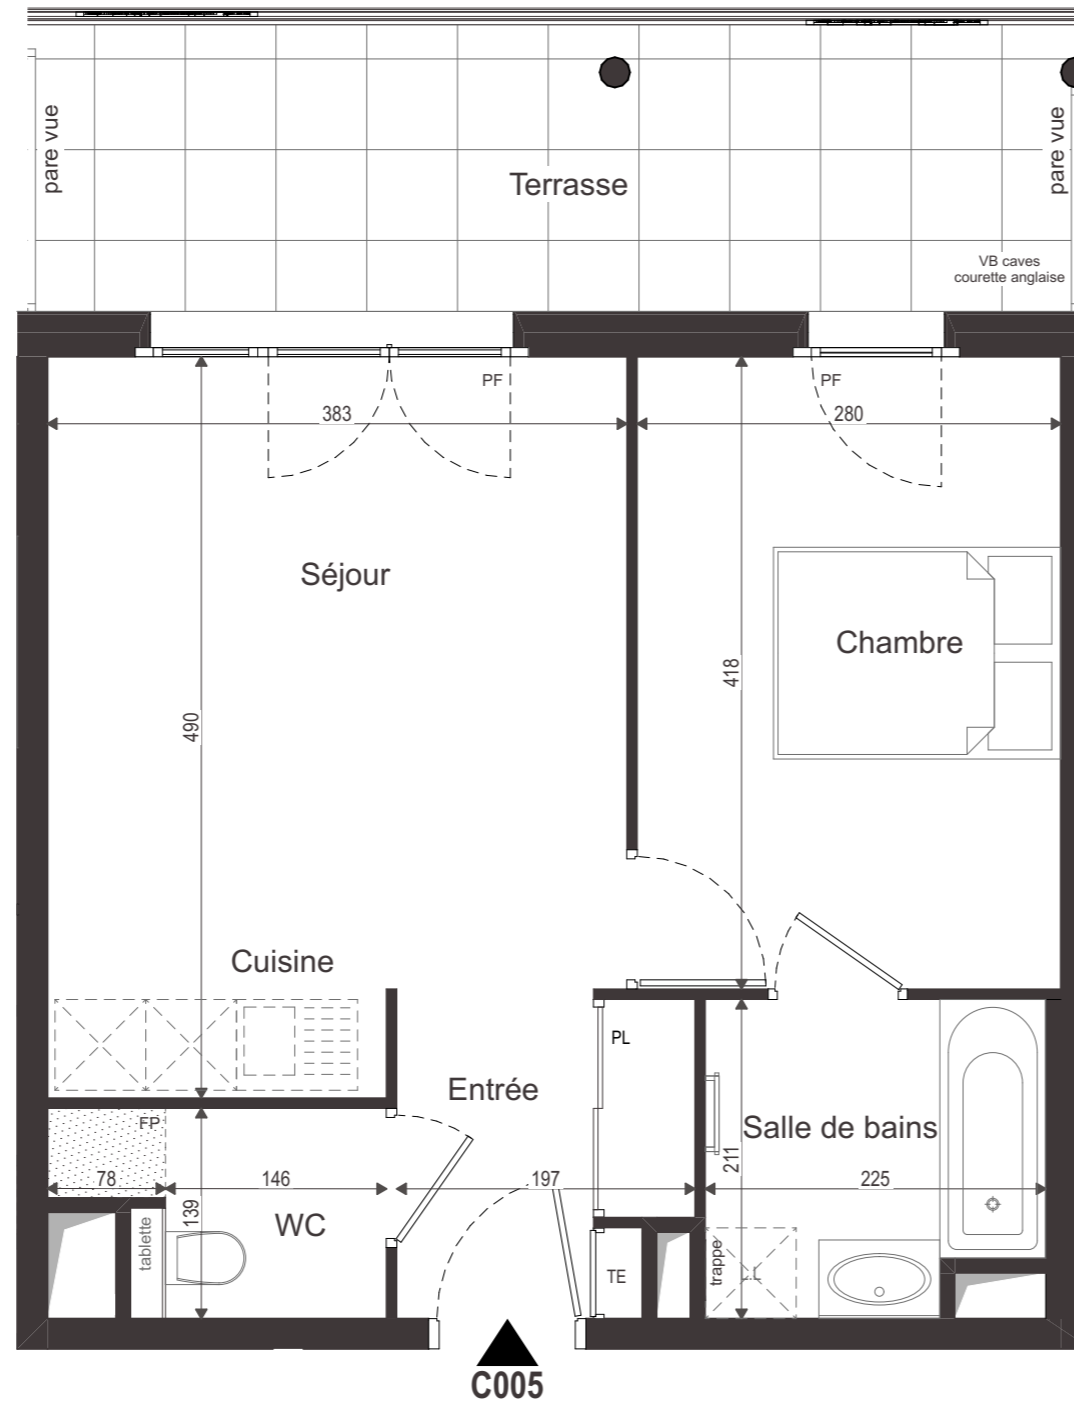 pare vue
pare vue
Terrasse
VB caves
courette anglaise
PF
PF
383
280
Séjour
Chambre
418
490
Cuisine
PL
Entrée
FP
Salle de bains
211
78
146
197
225
139
WC
tablette
trappe
LL
TE
C005